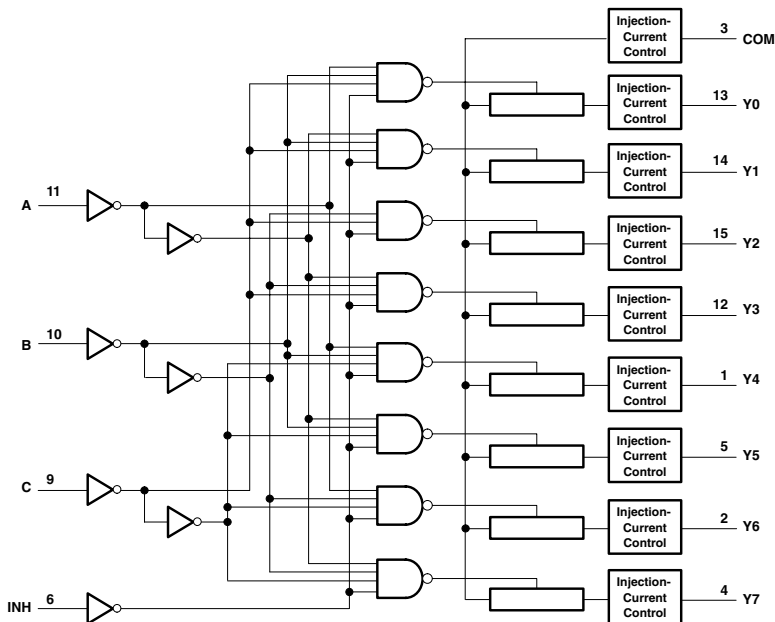 Injection-
Current
Control
3
COM
Injection-
Current
Control
13
Y0
Injection-
Current
Control
14
Y1
A
11
Injection-
Current
Control
15
Y2
Injection-
Current
Control
12
Y3
B
10
Injection-
Current
Control
1
Y4
Injection-
Current
Control
5
Y5
C
9
Injection-
Current
Control
2
Y6
Injection-
Current
Control
4
Y7
INH
6